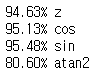 94.63% z
95.13% cos
95.48% sin
80.60% atan2